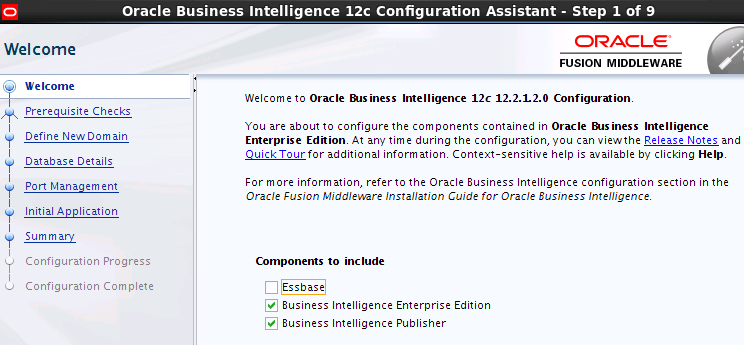 Oracle Business Intelligence 12c Configuration Assistant - Step 1 of 9
Welcome
ORACLE
FUSION MIDDLEWARE
Welcome
Prerequisite Checks
Define New Domain
Database Details
Port Management
Initial Application
Summary
Configuration Progress
Configuration Complete
Welcome to Oracle Business Intelligence 12c 12.2.1.2.0 Configuration.
You are about to configure the components contained in Oracle Business Intelligence
Enterprise Edition. At any time during the configuration, you can view the Release Notes and
Quick Tour for additional information. Context-sensitive help is available by clicking Help.
For more information, refer to the Oracle Business Intelligence configuration section in the
Oracle Fusion Middleware Installation Guide for Oracle Business Intelligence.
Components to include
Essbase
Business Intelligence Enterprise Edition
Business Intelligence Publisher